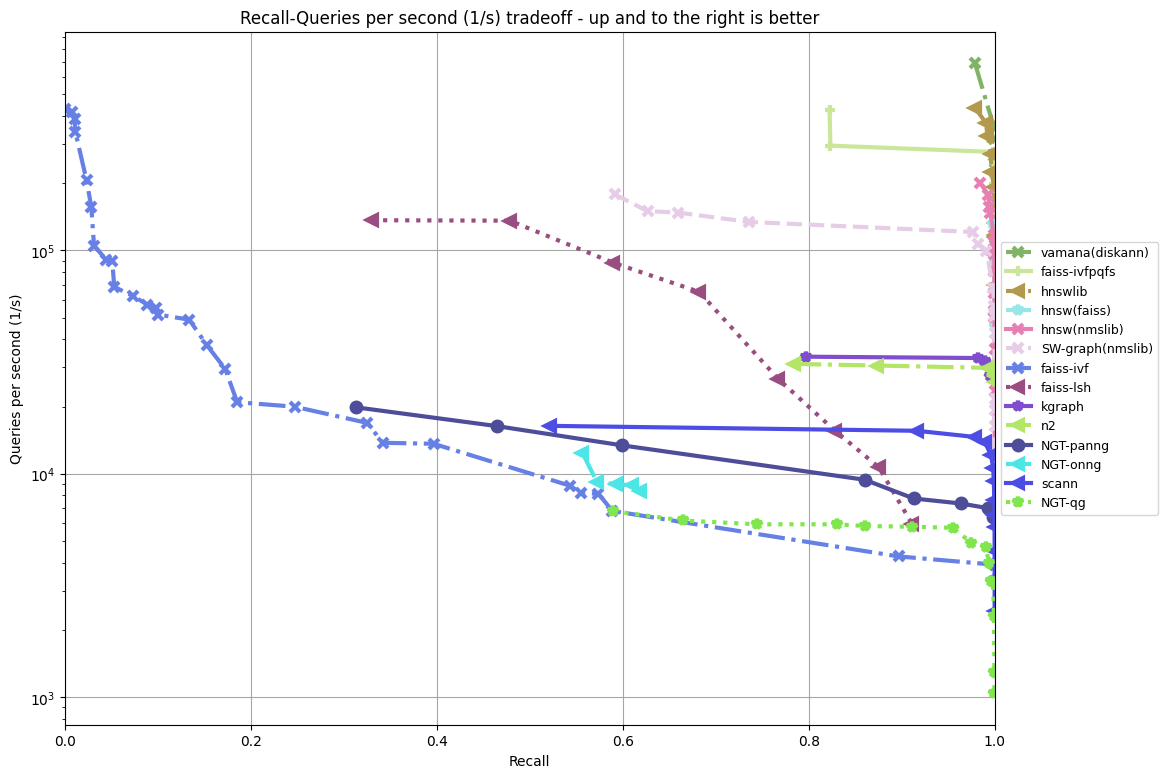 Recall-Queries per second (1/s) tradeoff - up and to the right is better
Queries per second (1/s)
10^5
10^4
10^3
0.0 0.2 0.4 0.6 0.8 1.0
Recall
vamana(diskann)
faiss-ivfpqfs
hnswlib
hnsw(faiss)
hnsw(nmslib)
SW-graph(nmslib)
faiss-ivf
faiss-lsh
kgraph
n2
NGT-panng
NGT-onng
scann
NGT-qg